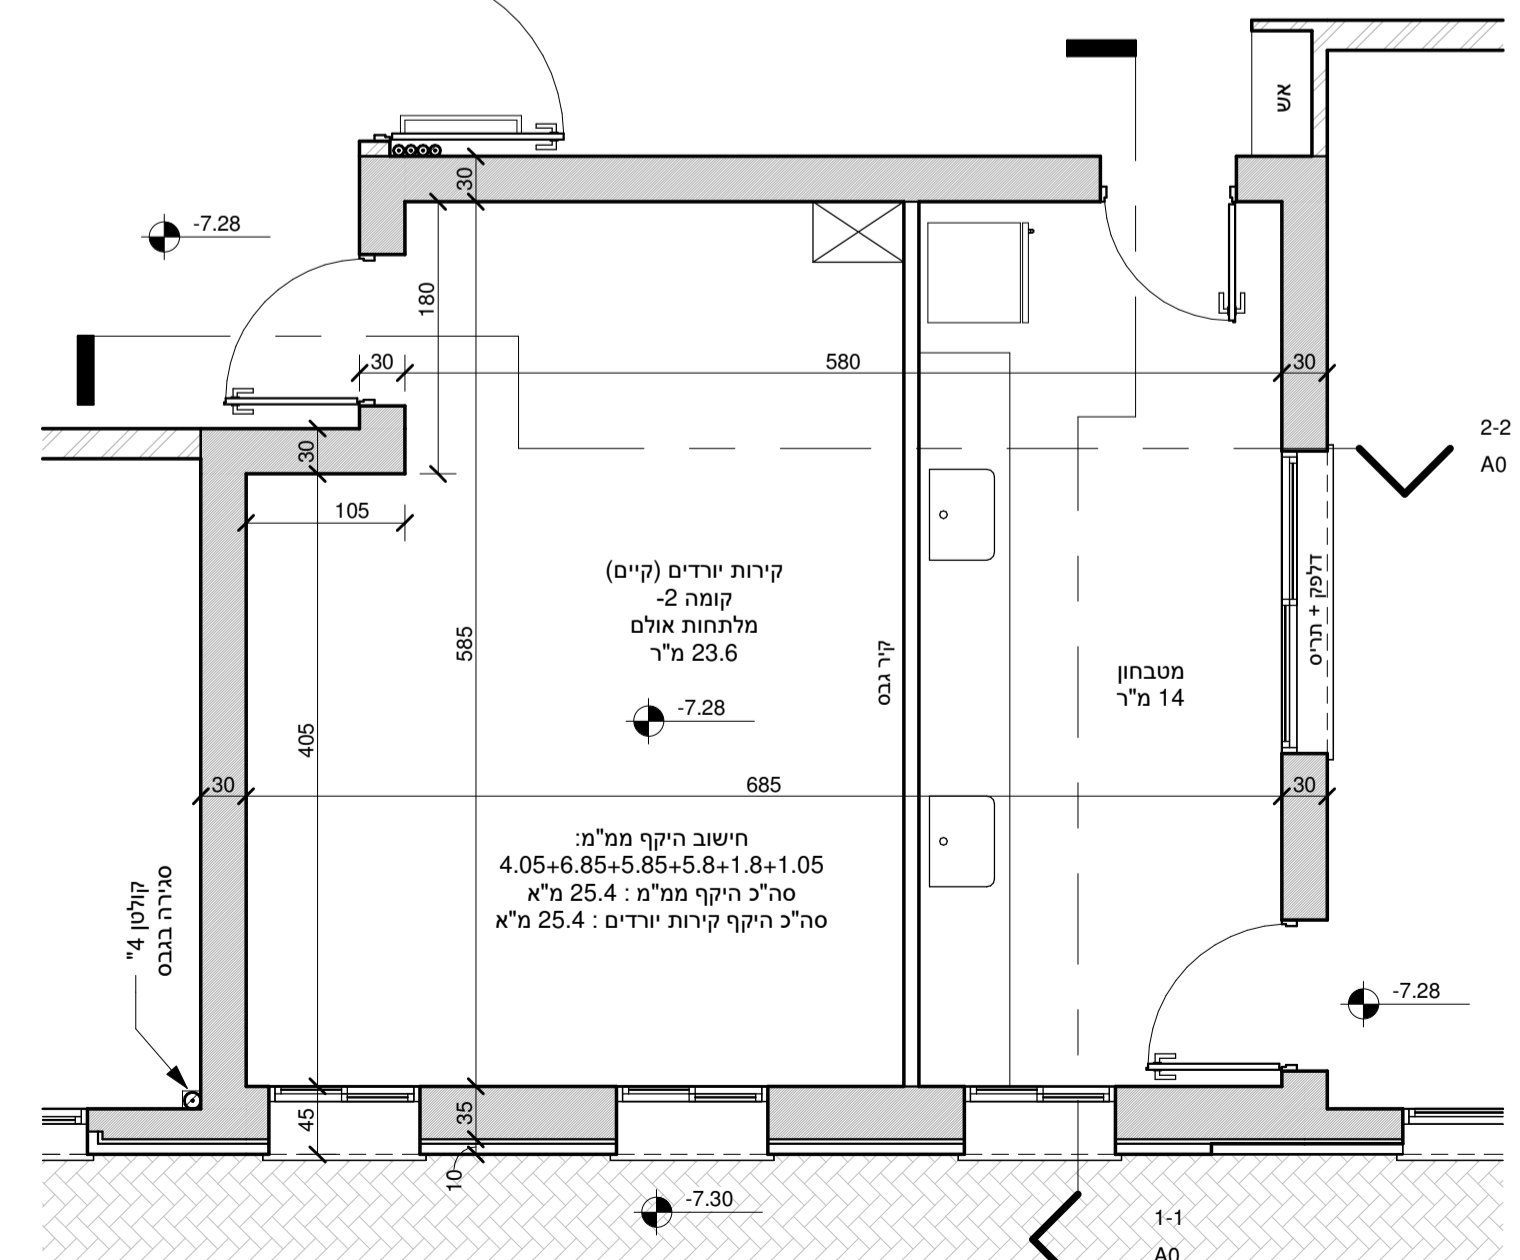 אש
30
-7.28
180
30
580
30
2-2
A0
30
105
קירות יורדים (קיים)
קומה 2-
מלתחות אולם
23.6 מ"ר
585
דלפק + תריס
קיר גבס
מטבחון
14 מ"ר
-7.28
405
30
685
30
חישוב היקף ממ"מ:
4.05+6.85+5.85+5.8+1.8+1.05
סה"כ היקף ממ"מ : 25.4 מ"א
סה"כ היקף קירות יורדים : 25.4 מ"א
קולטן 4"
סגירה בגבס
-7.28
45
35
10
-7.30
1-1
A0